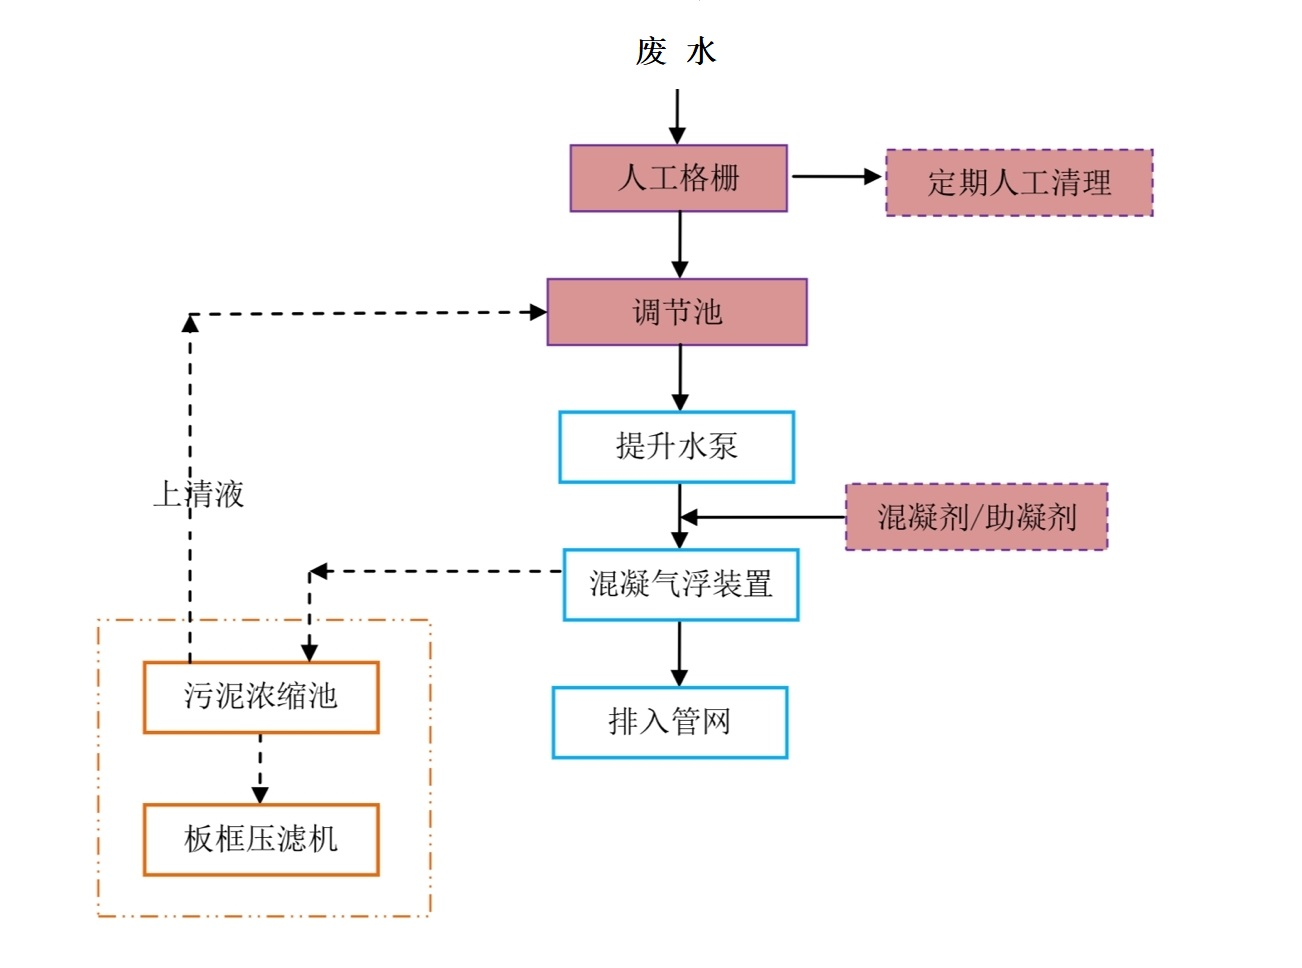 废 水
人工格栅
定期人工清理
调节池
提升水泵
上清液
混凝剂/助凝剂
混凝气浮装置
污泥浓缩池
排入管网
板框压滤机